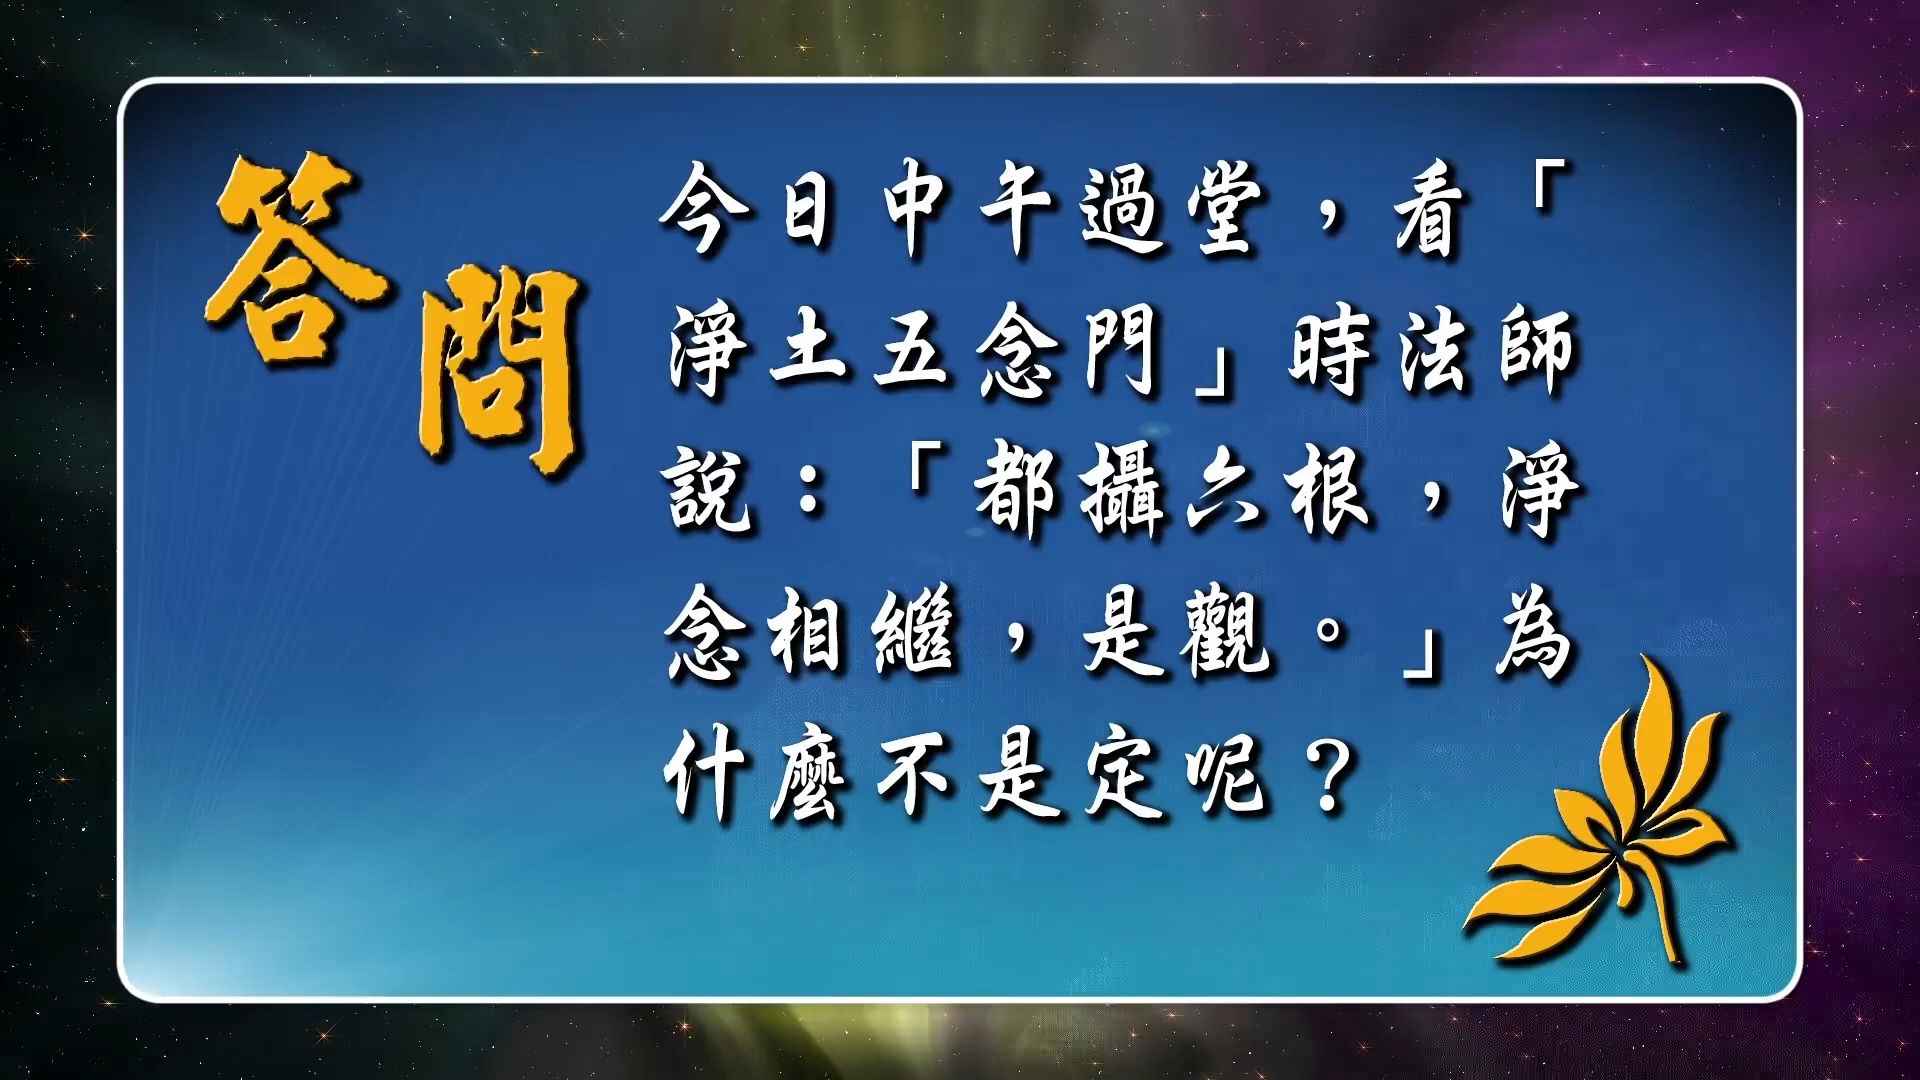 答問
今日中午過堂，看「
淨土五念門」時法師
說：「都攝六根，淨
念相繼，是觀。」為
什麼不是定呢？